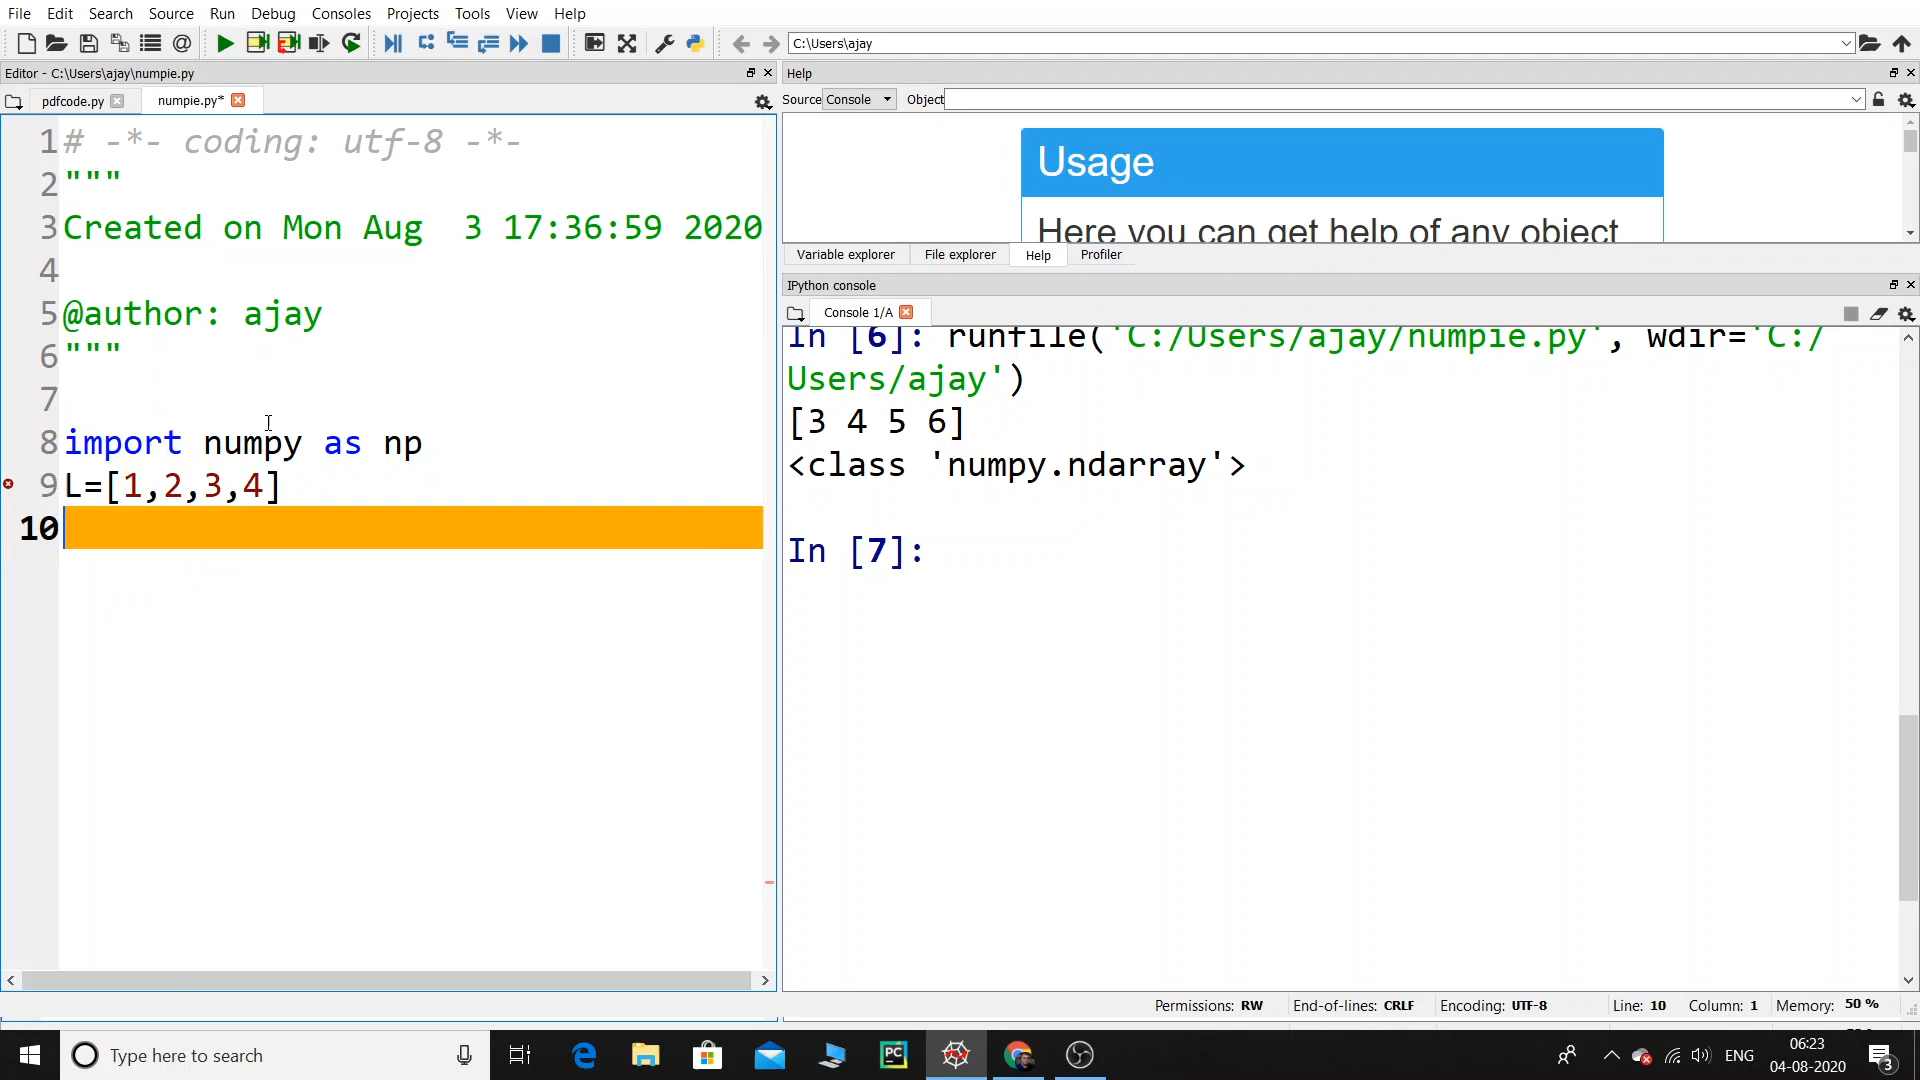 File Edit Search Source Run Debug Consoles Projects Tools View Help
C:\Users\ajay
Editor - C:\Users\ajay\numpie.py
Help
pdfcode.py
numpie.py*
Source Console Object
1 # -*- coding: utf-8 -*-
2 """
3 Created on Mon Aug  3 17:36:59 2020
4
5 @author: ajay
6 """
7
8 import numpy as np
9 L=[1,2,3,4]
10
Usage
Here you can get help of any object
Variable explorer File explorer Help Profiler
IPython console
Console 1/A
In [6]: runfile('C:/Users/ajay/numpie.py', wdir='C:/
Users/ajay')
[3 4 5 6]
<class 'numpy.ndarray'>
In [7]:
Permissions: RW End-of-lines: CRLF Encoding: UTF-8 Line: 10 Column: 1 Memory: 50 %
Type here to search
PC
ENG
06:23
04-08-2020
3